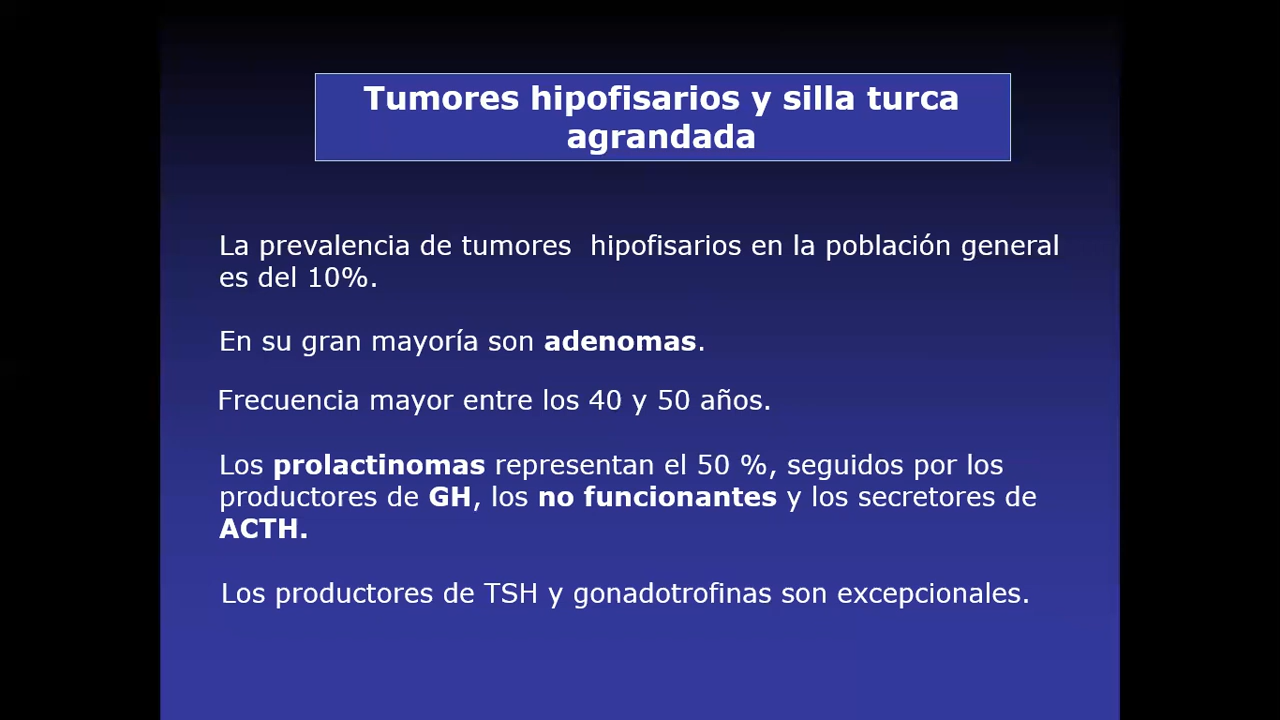 Tumores hipofisarios y silla turca
agrandada
La prevalencia de tumores  hipofisarios en la población general
es del 10%.
En su gran mayoría son adenomas.
Frecuencia mayor entre los 40 y 50 años.
Los prolactinomas representan el 50 %, seguidos por los
productores de GH, los no funcionantes y los secretores de
ACTH.
Los productores de TSH y gonadotrofinas son excepcionales.